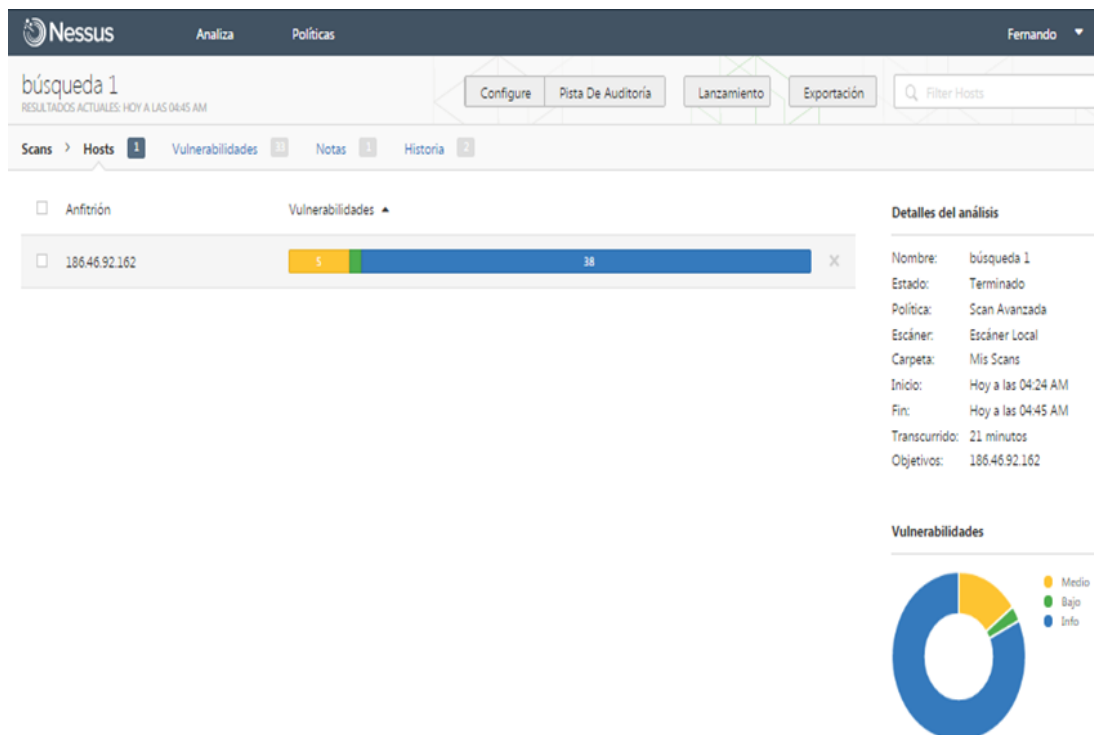 Nessus Analiza Políticas Fernando
búsqueda 1
RESULTADOS ACTUALES: HOY A LAS 04:45 AM
Configure Pista De Auditoría Lanzamiento Exportación Filter Hosts
Scans > Hosts 1 Vulnerabilidades 33 Notas 1 Historia 2
Anfitrión Vulnerabilidades
186.46.92.162 5 38
Detalles del análisis
Nombre: búsqueda 1
Estado: Terminado
Política: Scan Avanzada
Escáner: Escáner Local
Carpeta: Mis Scans
Inicio: Hoy a las 04:24 AM
Fin: Hoy a las 04:45 AM
Transcurrido: 21 minutos
Objetivos: 186.46.92.162
Vulnerabilidades
Medio
Bajo
Info